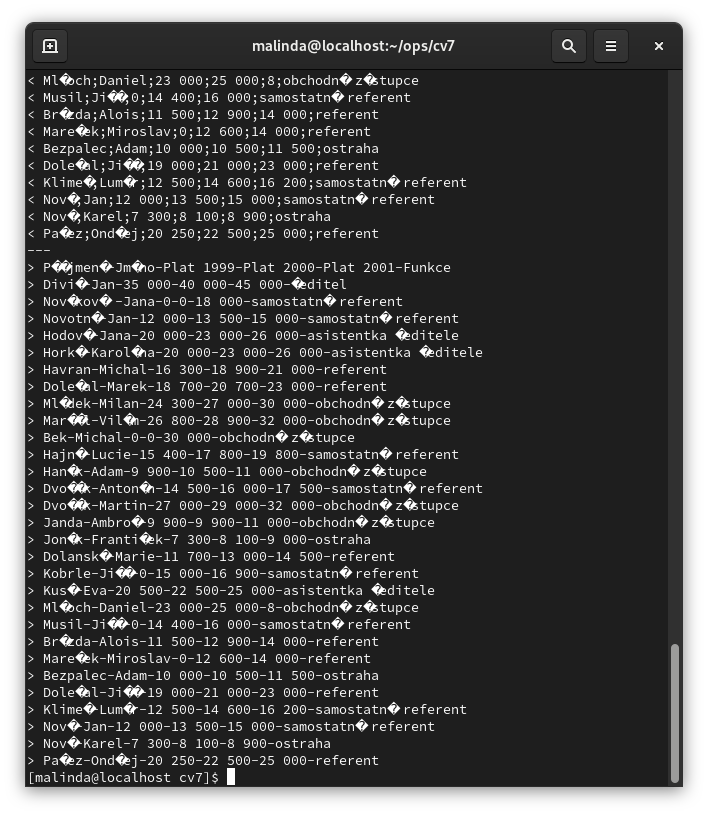 malinda@localhost:~/ops/cv7
< Ml�och;Daniel;23 000;25 000;8;obchodn� z�stupce
< Musil;Ji��;0;14 400;16 000;samostatn� referent
< Br�zda;Alois;11 500;12 900;14 000;referent
< Mare�ek;Miroslav;0;12 600;14 000;referent
< Bezpalec;Adam;10 000;10 500;11 500;ostraha
< Dole�al;Ji��;19 000;21 000;23 000;referent
< Klime�;Lum�r;12 500;14 600;16 200;samostatn� referent
< Nov�;Jan;12 000;13 500;15 000;samostatn� referent
< Nov�;Karel;7 300;8 100;8 900;ostraha
< Pa�ez;Ond�ej;20 250;22 500;25 000;referent
---
> P��jmen�-Jm�no-Plat 1999-Plat 2000-Plat 2001-Funkce
> Divi�-Jan-35 000-40 000-45 000-�editel
> Nov�kov�-Jana-0-0-18 000-samostatn� referent
> Novotn�-Jan-12 000-13 500-15 000-samostatn� referent
> Hodov�-Jana-20 000-23 000-26 000-asistentka �editele
> Hork�-Karol�na-20 000-23 000-26 000-asistentka �editele
> Havran-Michal-16 300-18 900-21 000-referent
> Dole�al-Marek-18 700-20 700-23 000-referent
> Ml�dek-Milan-24 300-27 000-30 000-obchodn� z�stupce
> Mar��l-Vil�m-26 800-28 900-32 000-obchodn� z�stupce
> Bek-Michal-0-0-30 000-obchodn� z�stupce
> Hajn�-Lucie-15 400-17 800-19 800-samostatn� referent
> Han�k-Adam-9 900-10 500-11 000-obchodn� z�stupce
> Dvo��k-Anton�n-14 500-16 000-17 500-samostatn� referent
> Dvo��k-Martin-27 000-29 000-32 000-obchodn� z�stupce
> Janda-Ambro�-9 900-9 900-11 000-obchodn� z�stupce
> Jon�k-Franti�ek-7 300-8 100-9 000-ostraha
> Dolansk�-Marie-11 700-13 000-14 500-referent
> Kobrle-Ji��-0-15 000-16 900-samostatn� referent
> Kus�-Eva-20 500-22 500-25 000-asistentka �editele
> Ml�och-Daniel-23 000-25 000-8-obchodn� z�stupce
> Musil-Ji��-0-14 400-16 000-samostatn� referent
> Br�zda-Alois-11 500-12 900-14 000-referent
> Mare�ek-Miroslav-0-12 600-14 000-referent
> Bezpalec-Adam-10 000-10 500-11 500-ostraha
> Dole�al-Ji��-19 000-21 000-23 000-referent
> Klime�-Lum�r-12 500-14 600-16 200-samostatn� referent
> Nov�-Jan-12 000-13 500-15 000-samostatn� referent
> Nov�-Karel-7 300-8 100-8 900-ostraha
> Pa�ez-Ond�ej-20 250-22 500-25 000-referent
[malinda@localhost cv7]$